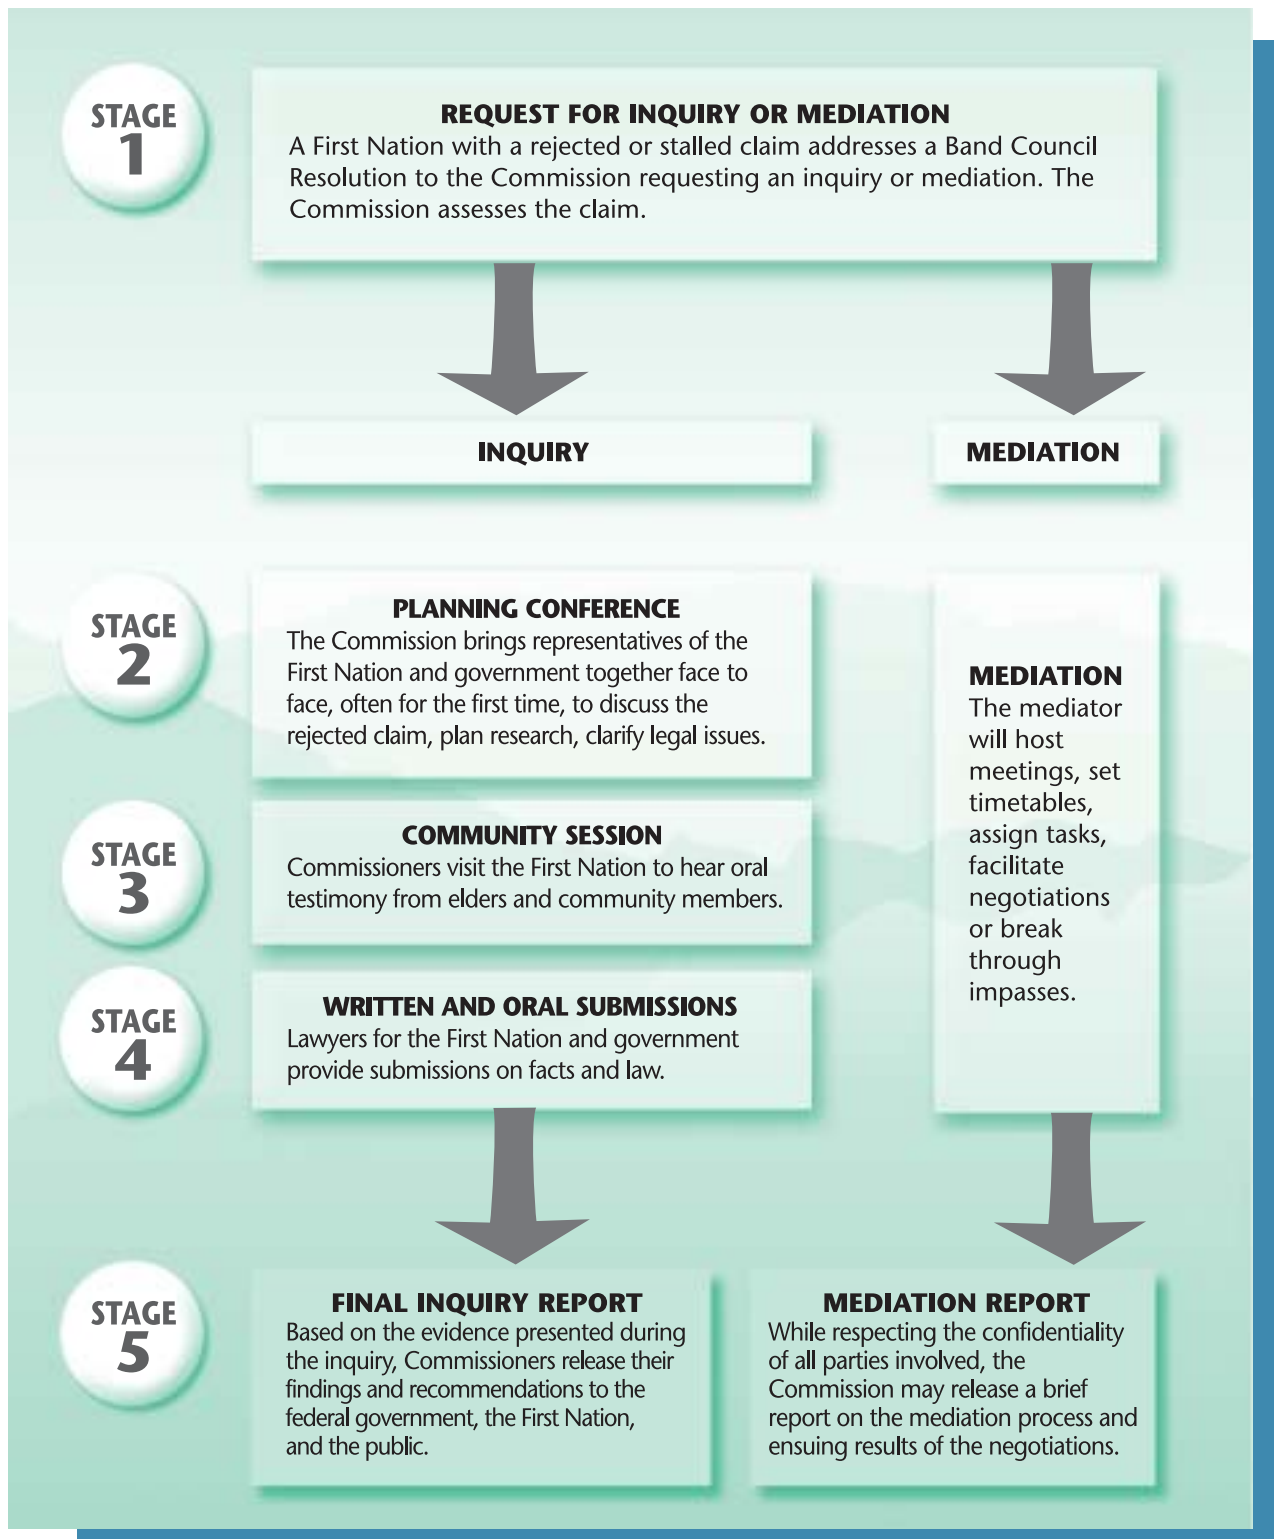 STAGE
1
REQUEST FOR INQUIRY OR MEDIATION
A First Nation with a rejected or stalled claim addresses a Band Council
Resolution to the Commission requesting an inquiry or mediation. The
Commission assesses the claim.
INQUIRY
MEDIATION
STAGE
2
PLANNING CONFERENCE
The Commission brings representatives of the
First Nation and government together face to
face, often for the first time, to discuss the
rejected claim, plan research, clarify legal issues.
STAGE
3
COMMUNITY SESSION
Commissioners visit the First Nation to hear oral
testimony from elders and community members.
STAGE
4
WRITTEN AND ORAL SUBMISSIONS
Lawyers for the First Nation and government
provide submissions on facts and law.
MEDIATION
The mediator
will host
meetings, set
timetables,
assign tasks,
facilitate
negotiations
or break
through
impasses.
STAGE
5
FINAL INQUIRY REPORT
Based on the evidence presented during
the inquiry, Commissioners release their
findings and recommendations to the
federal government, the First Nation,
and the public.
MEDIATION REPORT
While respecting the confidentiality
of all parties involved, the
Commission may release a brief
report on the mediation process and
ensuing results of the negotiations.